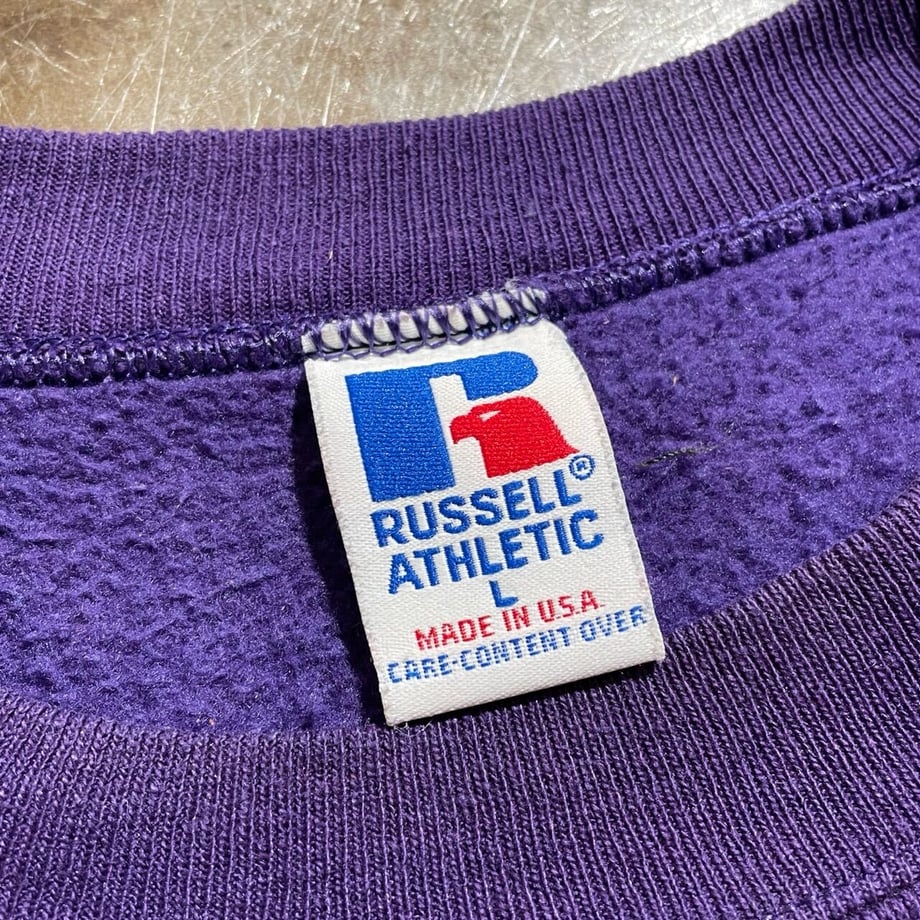 R
RUSSELL®
ATHLETIC
L
MADE IN U.S.A.
CARE-CONTENT OVER